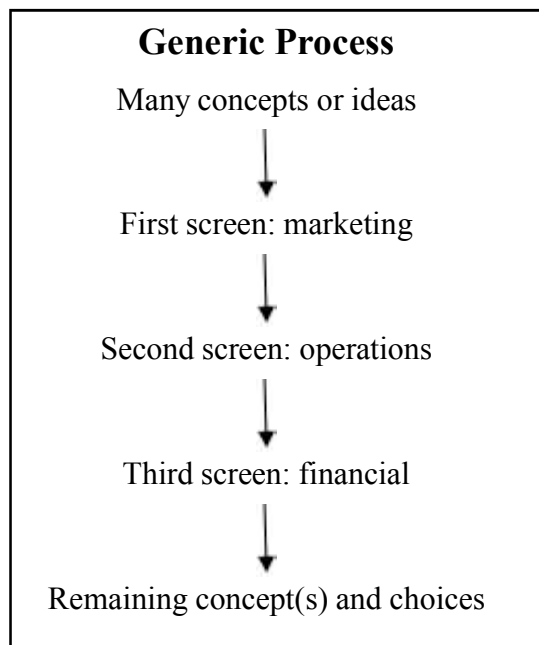 Generic Process
Many concepts or ideas
First screen: marketing
Second screen: operations
Third screen: financial
Remaining concept(s) and choices